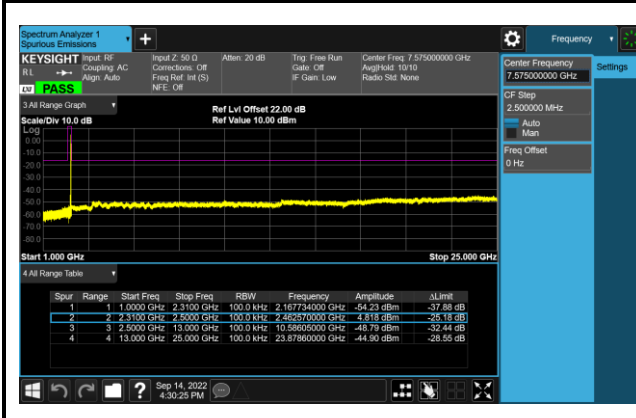 Spectrum Analyzer 1
Spurious Emissions
Frequency
KEYSIGHT
Input: RF
Coupling: AC
Align: Auto
Input Z: 50 Ω
Corrections: Off
Freq Ref: Int (S)
NFE: Off
Atten: 20 dB
Trig: Free Run
Gate: Off
IF Gain: Low
Center Freq: 7.575000000 GHz
Avg|Hold: 10/10
Radio Std: None
RL
LXI
PASS
Center Frequency
7.575000000 GHz
Settings
CF Step
2.500000 MHz
Auto
Man
Freq Offset
0 Hz
3 All Range Graph
Scale/Div 10.0 dB
Ref Lvl Offset 22.00 dB
Ref Value 10.00 dBm
Log
0.00
-10.0
-20.0
-30.0
-40.0
-50.0
-60.0
-70.0
-80.0
Start 1.000 GHz
Stop 25.000 GHz
4 All Range Table
Spur Range Start Freq Stop Freq RBW Frequency Amplitude ΔLimit
1 1 1.0000 GHz 2.3100 GHz 100.0 kHz 2.167734000 GHz -54.23 dBm -37.88 dB
2 2 2.3100 GHz 2.5000 GHz 100.0 kHz 2.462570000 GHz 4.818 dBm -25.18 dB
3 3 2.5000 GHz 13.000 GHz 100.0 kHz 10.58605000 GHz -48.79 dBm -32.44 dB
4 4 13.000 GHz 25.000 GHz 100.0 kHz 23.87860000 GHz -44.90 dBm -28.55 dB
Sep 14, 2022
4:30:25 PM